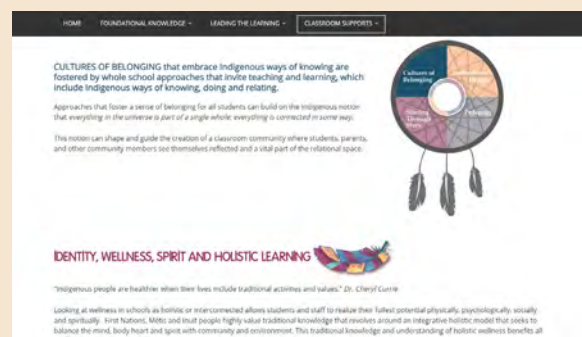 HOME FOUNDATIONAL KNOWLEDGE LEADING THE LEARNING CLASSROOM SUPPORTS
CULTURES OF BELONGING that embrace Indigenous ways of knowing are
fostered by whole school approaches that invite teaching and learning, which
include Indigenous ways of knowing, doing and relating.
Approaches that foster a sense of belonging for all students can build on the Indigenous notion
that everything in the universe is part of a single whole; everything is connected in some way.
This notion can shape and guide the creation of a classroom community where students, parents,
and other community members see themselves reflected and a vital part of the relational space.
Cultures of
Belonging
Through
IDENTITY, WELLNESS, SPIRIT AND HOLISTIC LEARNING
"Indigenous people are healthier when their lives include traditional activities and values." Dr. Cheryl Currie
Looking at wellness in schools as holistic or interconnected allows students and staff to realize their fullest potential physically, psychologically, socially
and spiritually. First Nations, Métis and Inuit people highly value traditional knowledge that revolves around an integrative holistic model that seeks to
balance the mind, body heart and spirit with community and environment. This traditional knowledge and understanding of holistic wellness benefits all